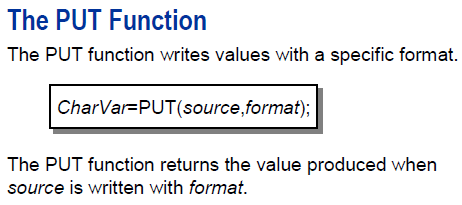 The PUT Function
The PUT function writes values with a specific format.
CharVar=PUT(source,format);
The PUT function returns the value produced when
source is written with format.